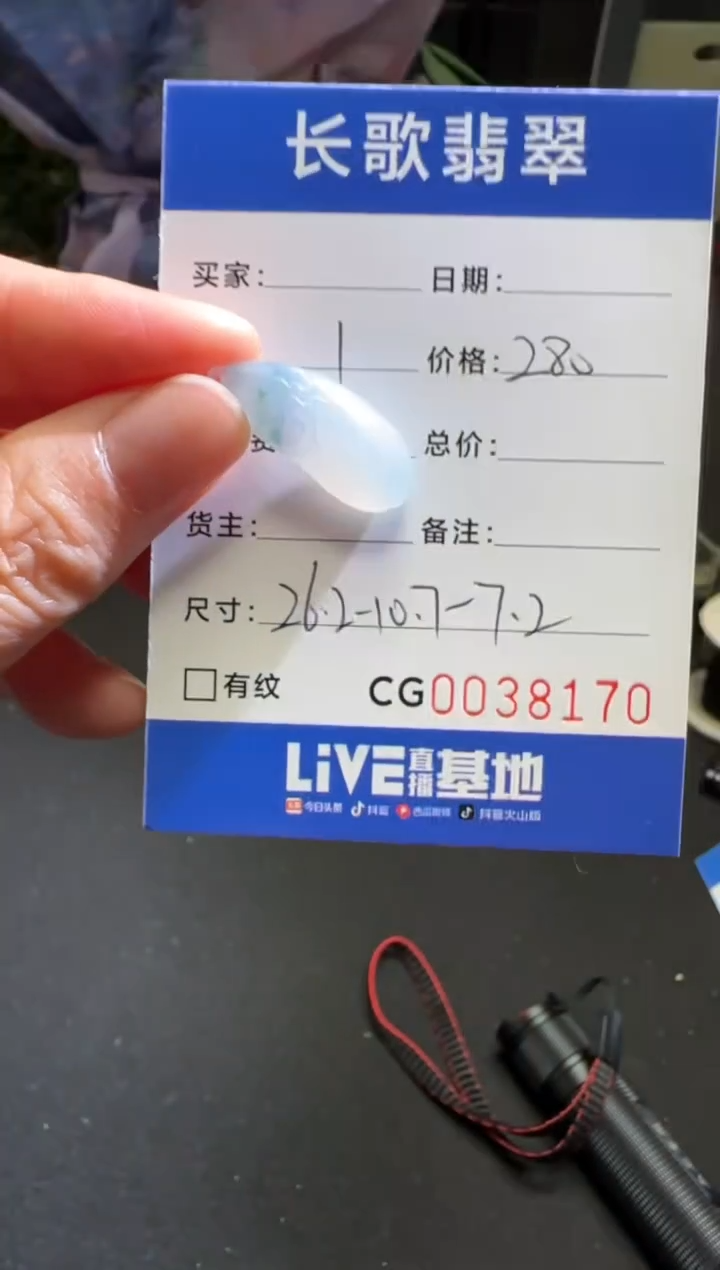 长歌翡翠
买家: 日期:
1 价格: 280
费 总价:
货主: 备注:
尺寸: 26.2-10.7-7.2
有纹 CG0038170
LiVE直播基地
今日头条 抖音 西瓜视频 抖音火山版